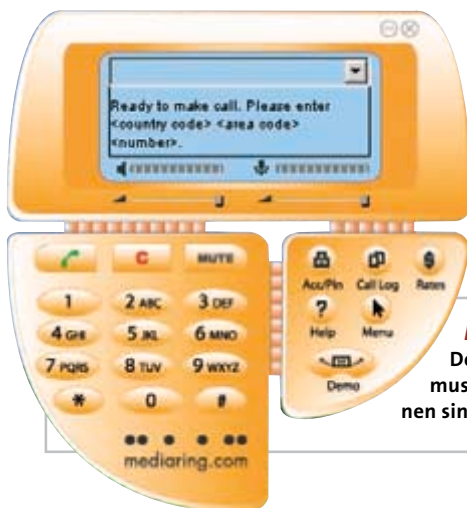 Ready to make call. Please enter
<country code> <area code>
<number>.
C MUTE
1 2 ABC 3 DEF
4 GHI 5 JKL 6 MNO
7 PQRS 8 TUV 9 WXYZ
* 0 #
mediaring.com
Acc/Pin Call Log Rates
Help Menu
Demo
mus
nen sin